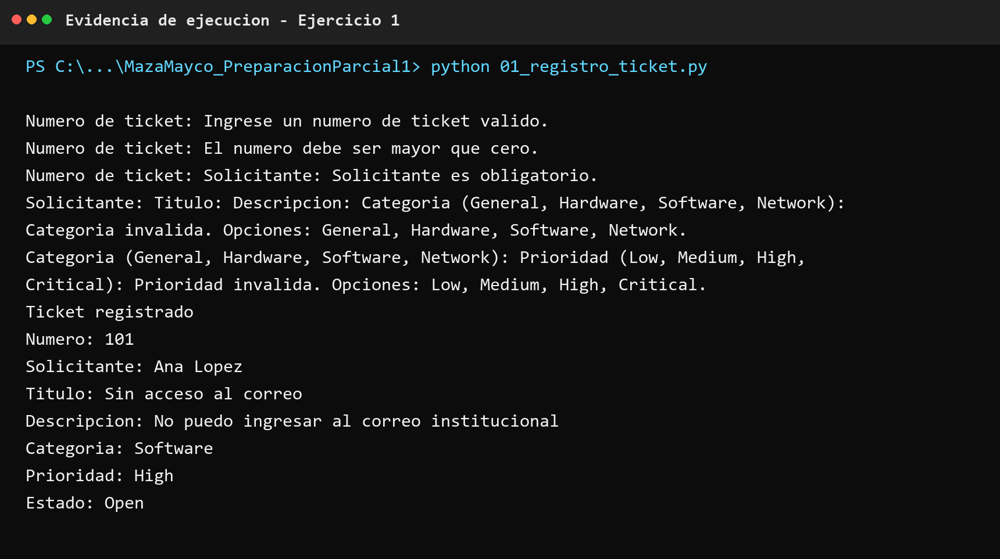 Evidencia de ejecucion - Ejercicio 1
PS C:\...\MazaMayco_PreparacionParcial1> python 01_registro_ticket.py
Numero de ticket: Ingrese un numero de ticket valido.
Numero de ticket: El numero debe ser mayor que cero.
Numero de ticket: Solicitante: Solicitante es obligatorio.
Solicitante: Titulo: Descripcion: Categoria (General, Hardware, Software, Network):
Categoria invalida. Opciones: General, Hardware, Software, Network.
Categoria (General, Hardware, Software, Network): Prioridad (Low, Medium, High,
Critical): Prioridad invalida. Opciones: Low, Medium, High, Critical.
Ticket registrado
Numero: 101
Solicitante: Ana Lopez
Titulo: Sin acceso al correo
Descripcion: No puedo ingresar al correo institucional
Categoria: Software
Prioridad: High
Estado: Open